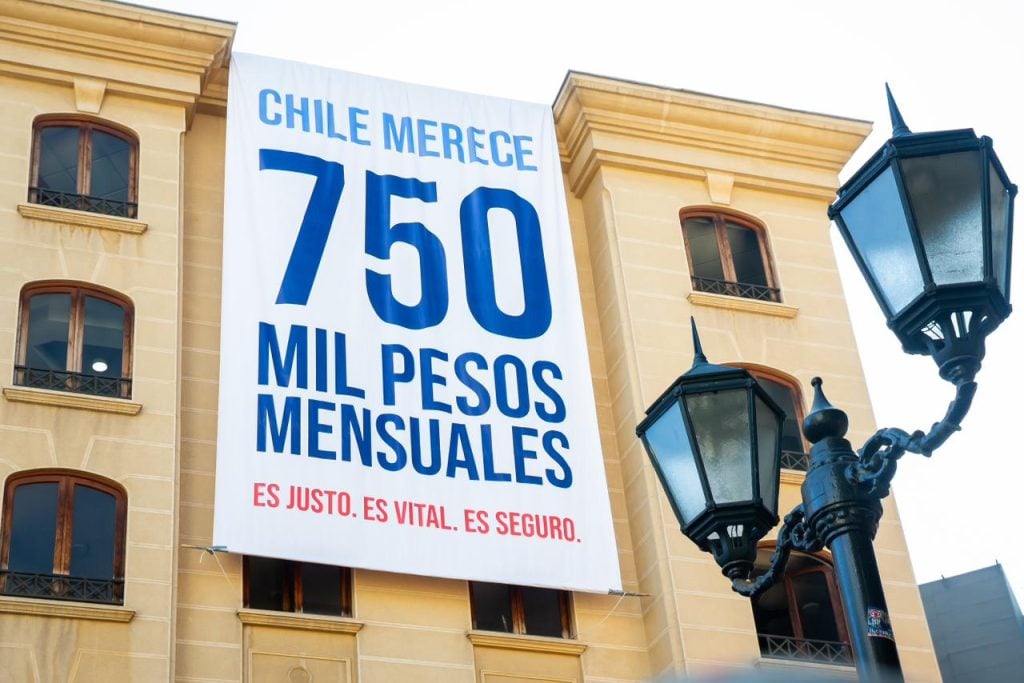 CHILE MERECE
750
MIL PESOS
MENSUALES
ES JUSTO. ES VITAL. ES SEGURO.